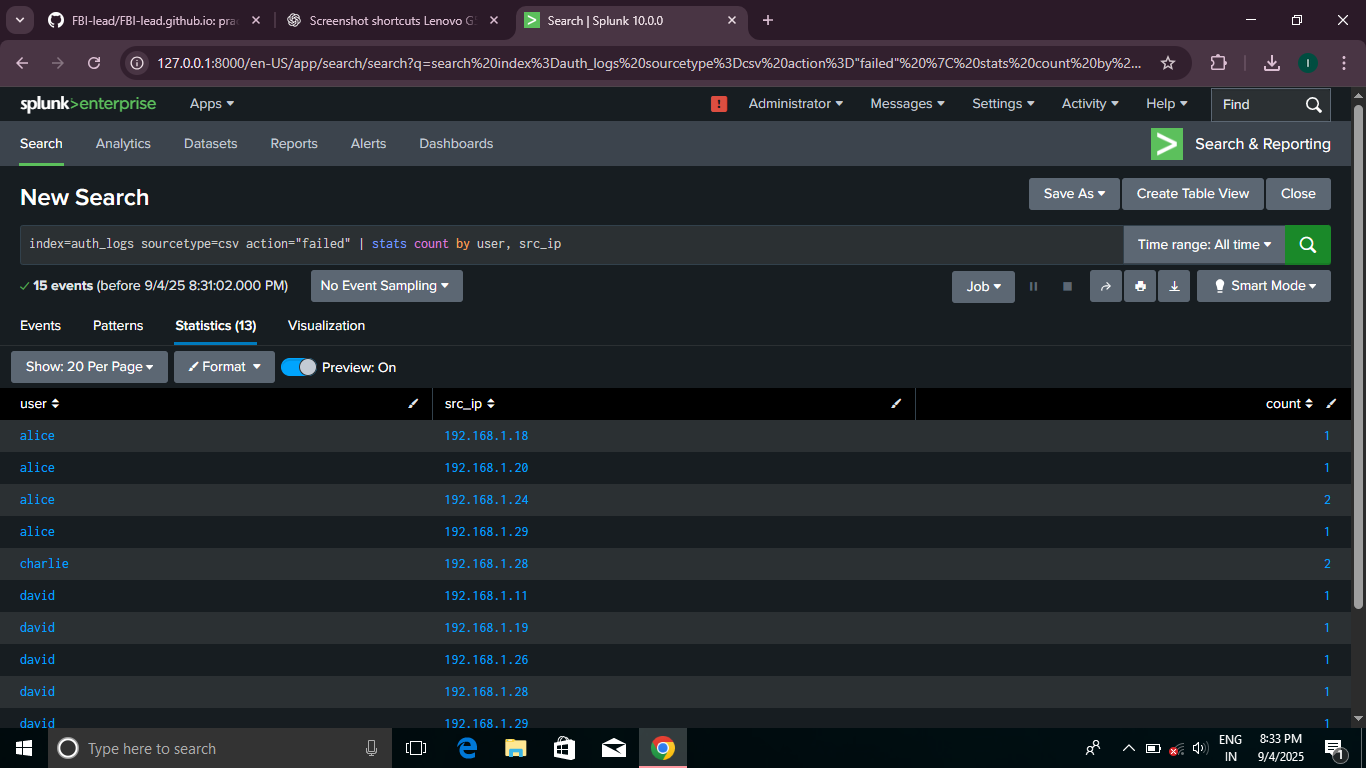 FBI-lead/FBI-lead.github.io: pra
Screenshot shortcuts Lenovo G
Search | Splunk 10.0.0
127.0.0.1:8000/en-US/app/search/search?q=search%20index%3Dauth_logs%20sourcetype%3Dcsv%20action%3D"failed"%20%7C%20stats%20count%20by%2...
I
splunk>enterprise Apps Administrator Messages Settings Activity Help Find
Search Analytics Datasets Reports Alerts Dashboards Search & Reporting
New Search Save As Create Table View Close
index=auth_logs sourcetype=csv action="failed" | stats count by user, src_ip Time range: All time
15 events (before 9/4/25 8:31:02.000 PM) No Event Sampling Job Smart Mode
Events Patterns Statistics (13) Visualization
Show: 20 Per Page Format Preview: On
user src_ip count
alice 192.168.1.18 1
alice 192.168.1.20 1
alice 192.168.1.24 2
alice 192.168.1.29 1
charlie 192.168.1.28 2
david 192.168.1.11 1
david 192.168.1.19 1
david 192.168.1.26 1
david 192.168.1.28 1
david 192.168.1.29 1
Type here to search
ENG 8:33 PM
IN 9/4/2025
1